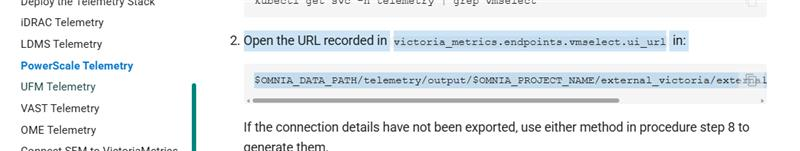 Deploy the Telemetry Stack
iDRAC Telemetry
LDMS Telemetry
PowerScale Telemetry
UFM Telemetry
VAST Telemetry
OME Telemetry
Connect SFM to VictoriaMetrics
kubectl get svc -n telemetry | grep vmselect
2. Open the URL recorded in victoria_metrics.endpoints.vmselect.ui_url in:
$OMNIA_DATA_PATH/telemetry/output/$OMNIA_PROJECT_NAME/external_victoria/external
If the connection details have not been exported, use either method in procedure step 8 to
generate them.